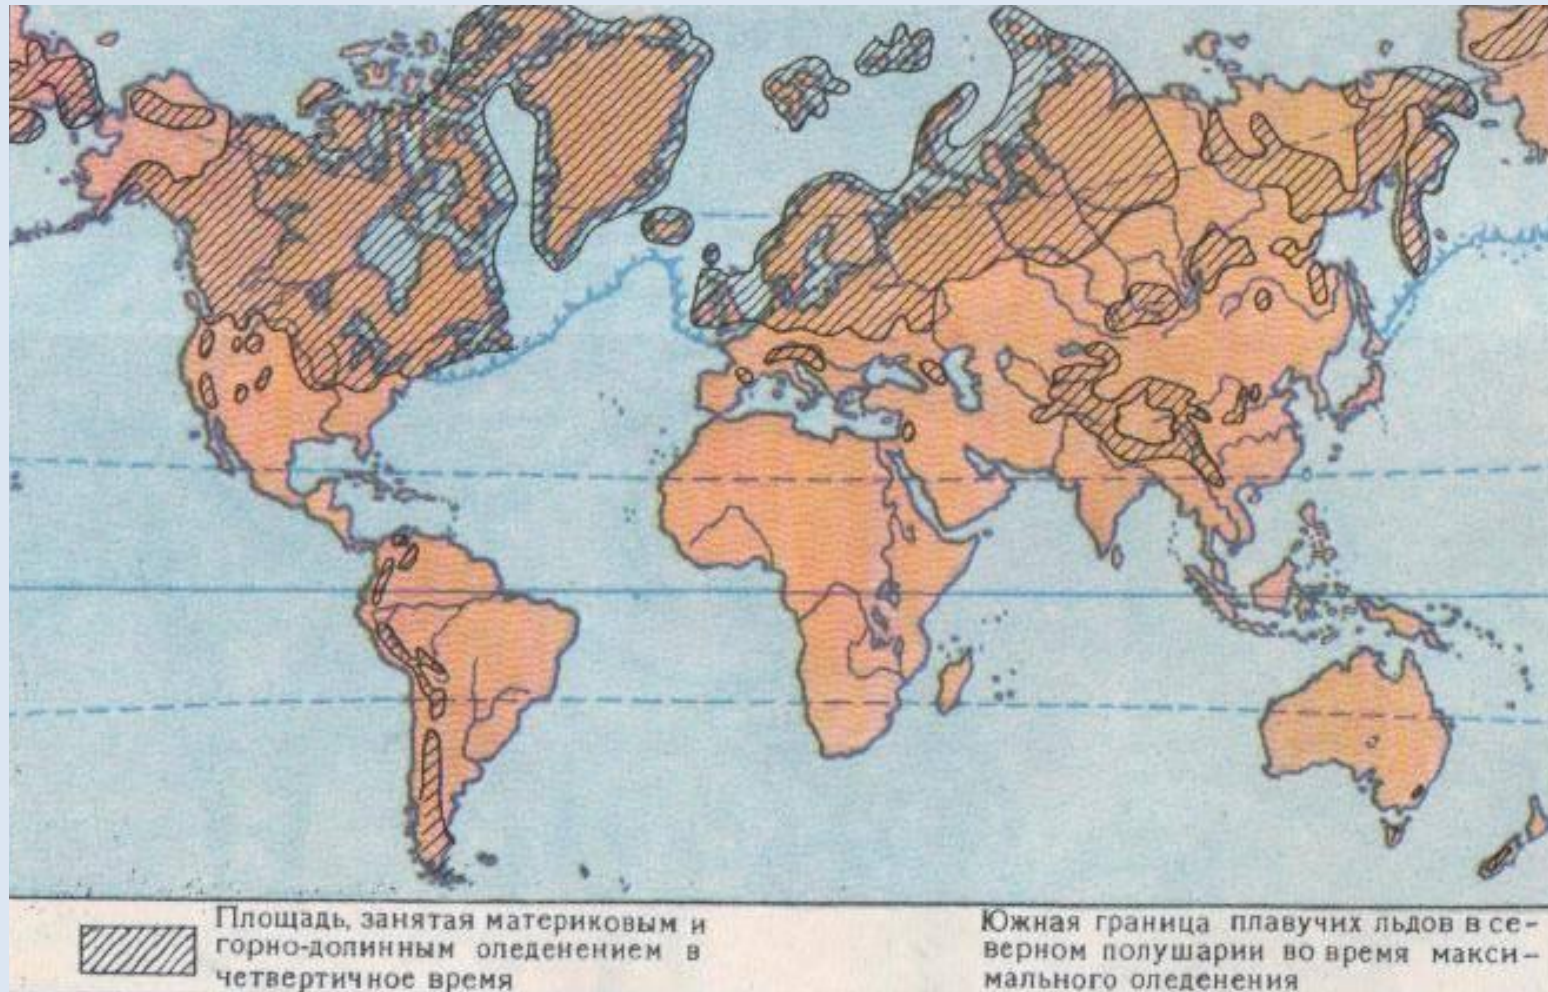 Площадь, занятая материковым и
горно-долинным оледенением в
четвертичное время
Южная граница плавучих льдов в се-
верном полушарии во время макси-
мального оледенения